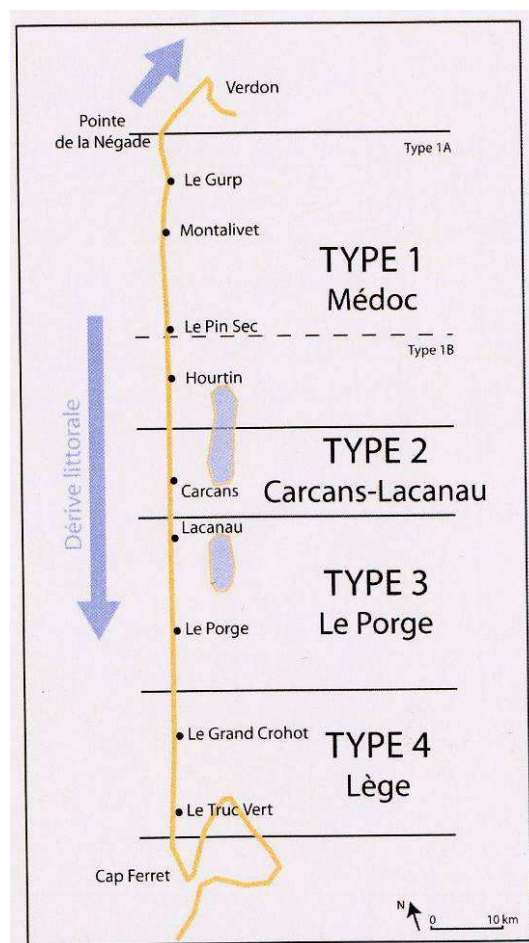 Verdon
Pointe
de la Négade
Type 1A
Le Gurp
Montalivet
TYPE 1
Médoc
Le Pin Sec
Type 1B
Hourtin
Dérive littorale
TYPE 2
Carcans-Lacanau
Carcans
Lacanau
TYPE 3
Le Porge
Le Porge
Le Grand Crohot
TYPE 4
Lège
Le Truc Vert
Cap Ferret
N
0 10 km